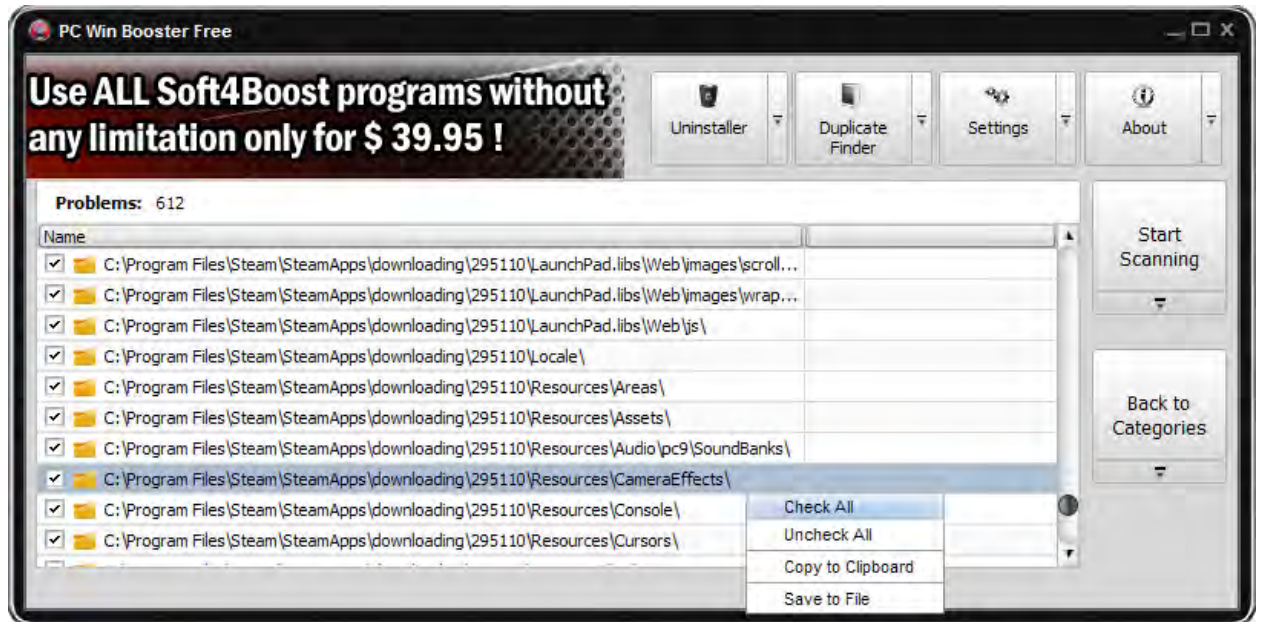 PC Win Booster Free
Use ALL Soft4Boost programs without
any limitation only for $ 39.95 !
Uninstaller
Duplicate
Finder
Settings
About
Problems: 612
Name
C:\Program Files\Steam\SteamApps\downloading\295110\LaunchPad.libs\Web\images\scroll...
C:\Program Files\Steam\SteamApps\downloading\295110\LaunchPad.libs\Web\images\wrap...
C:\Program Files\Steam\SteamApps\downloading\295110\LaunchPad.libs\Web\js\
C:\Program Files\Steam\SteamApps\downloading\295110\Locale\
C:\Program Files\Steam\SteamApps\downloading\295110\Resources\Areas\
C:\Program Files\Steam\SteamApps\downloading\295110\Resources\Assets\
C:\Program Files\Steam\SteamApps\downloading\295110\Resources\Audio\pc9\SoundBanks\
C:\Program Files\Steam\SteamApps\downloading\295110\Resources\CameraEffects\
C:\Program Files\Steam\SteamApps\downloading\295110\Resources\Console\
C:\Program Files\Steam\SteamApps\downloading\295110\Resources\Cursors\
Check All
Uncheck All
Copy to Clipboard
Save to File
Start
Scanning
Back to
Categories